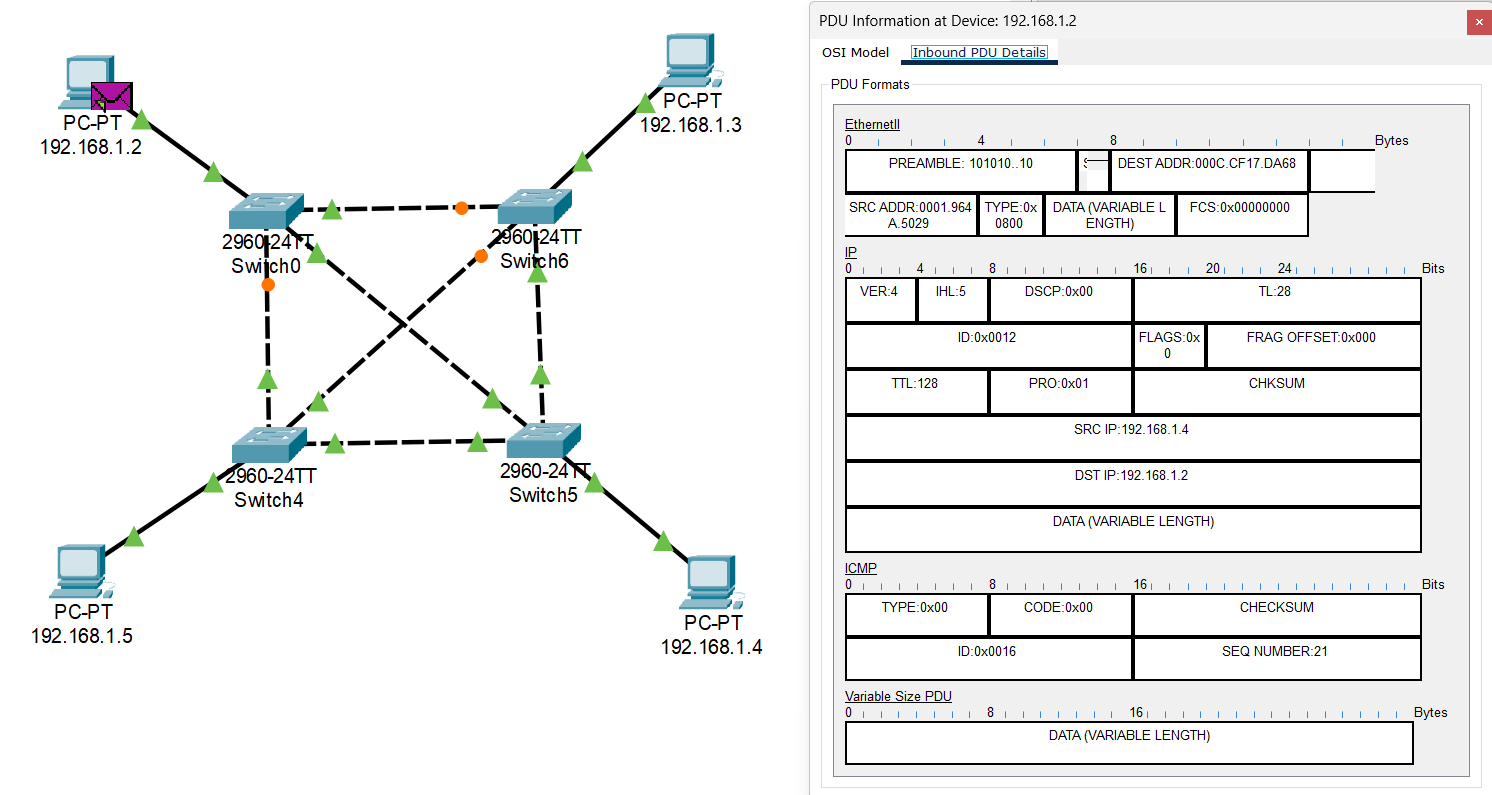 PC-PT
192.168.1.2
PC-PT
192.168.1.3
2960-24TT
Switch0
2960-24TT
Switch6
2960-24TT
Switch4
2960-24TT
Switch5
PC-PT
192.168.1.5
PC-PT
192.168.1.4
PDU Information at Device: 192.168.1.2
×
OSI Model Inbound PDU Details
PDU Formats
EthernetII
0 4 8 Bytes
PREAMBLE: 101010..10 DEST ADDR:000C.CF17.DA68
SRC ADDR:0001.964
A.5029
TYPE:0x
0800
DATA (VARIABLE L
ENGTH)
FCS:0x00000000
IP
0 4 8 16 20 24 Bits
VER:4 IHL:5 DSCP:0x00 TL:28
ID:0x0012
FLAGS:0x
0
FRAG OFFSET:0x000
TTL:128 PRO:0x01 CHKSUM
SRC IP:192.168.1.4
DST IP:192.168.1.2
DATA (VARIABLE LENGTH)
ICMP
0 8 16 Bits
TYPE:0x00 CODE:0x00 CHECKSUM
ID:0x0016 SEQ NUMBER:21
Variable Size PDU
0 8 16 Bytes
DATA (VARIABLE LENGTH)